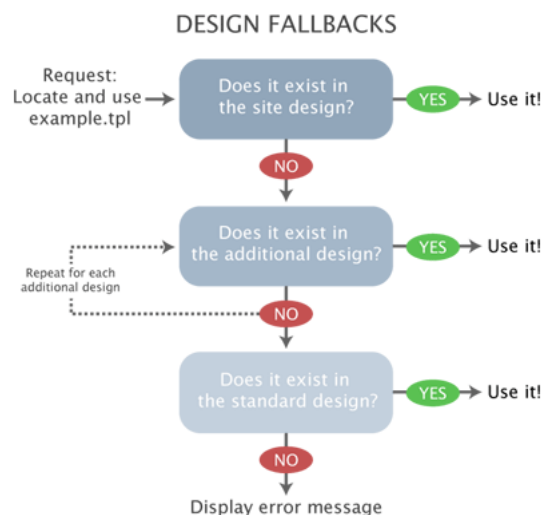 DESIGN FALLBACKS
Request:
Locate and use
example.tpl
Does it exist in
the site design?
YES
Use it!
NO
Does it exist in
the additional design?
YES
Use it!
Repeat for each
additional design
NO
Does it exist in
the standard design?
YES
Use it!
NO
Display error message